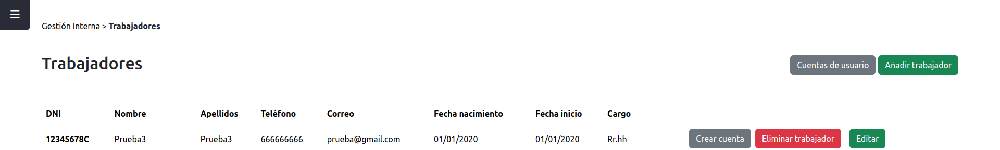 Gestión Interna > Trabajadores
Trabajadores
Cuentas de usuario Añadir trabajador
DNI Nombre Apellidos Teléfono Correo Fecha nacimiento Fecha inicio Cargo
12345678C Prueba3 Prueba3 666666666 prueba@gmail.com 01/01/2020 01/01/2020 Rr.hh Crear cuenta Eliminar trabajador Editar